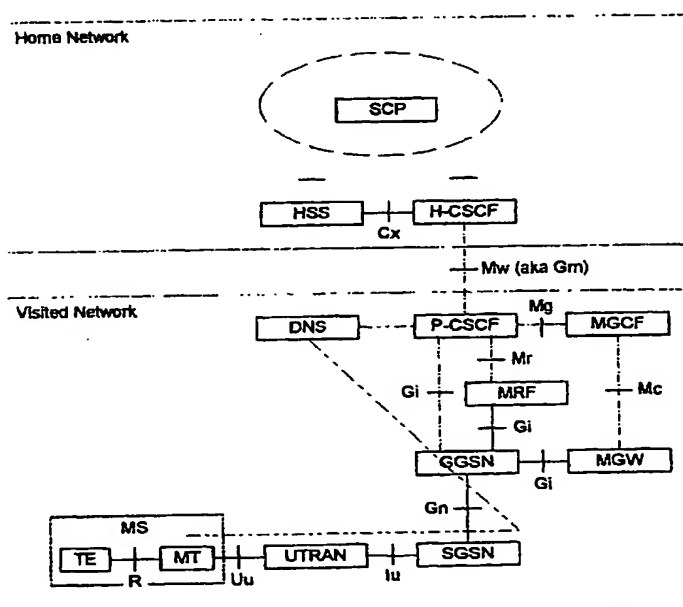 Home Network
SCP
HSS
H-CSCF
Cx
Mw (aka Gm)
Visited Network
Mg
DNS
P-CSCF
MGCF
Mr
Gi
MRF
Mc
Gi
GGSN
MGW
Gi
Gn
MS
TE
MT
UTRAN
SGSN
R
Uu
Iu